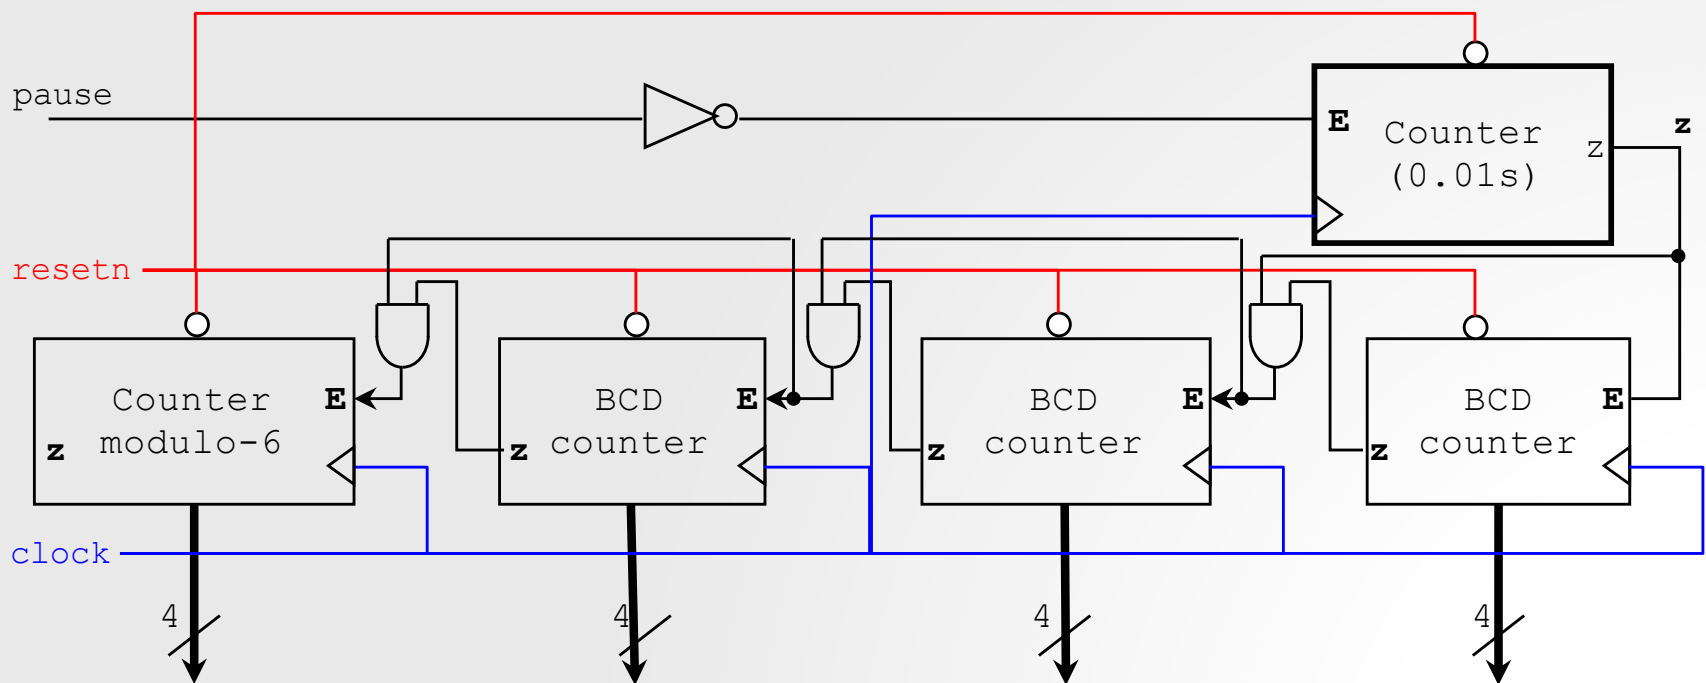 pause
E
Counter
(0.01s)
z
z
resetn
Counter
modulo-6
E
z
BCD
counter
E
z
BCD
counter
E
z
BCD
counter
E
z
clock
4
4
4
4